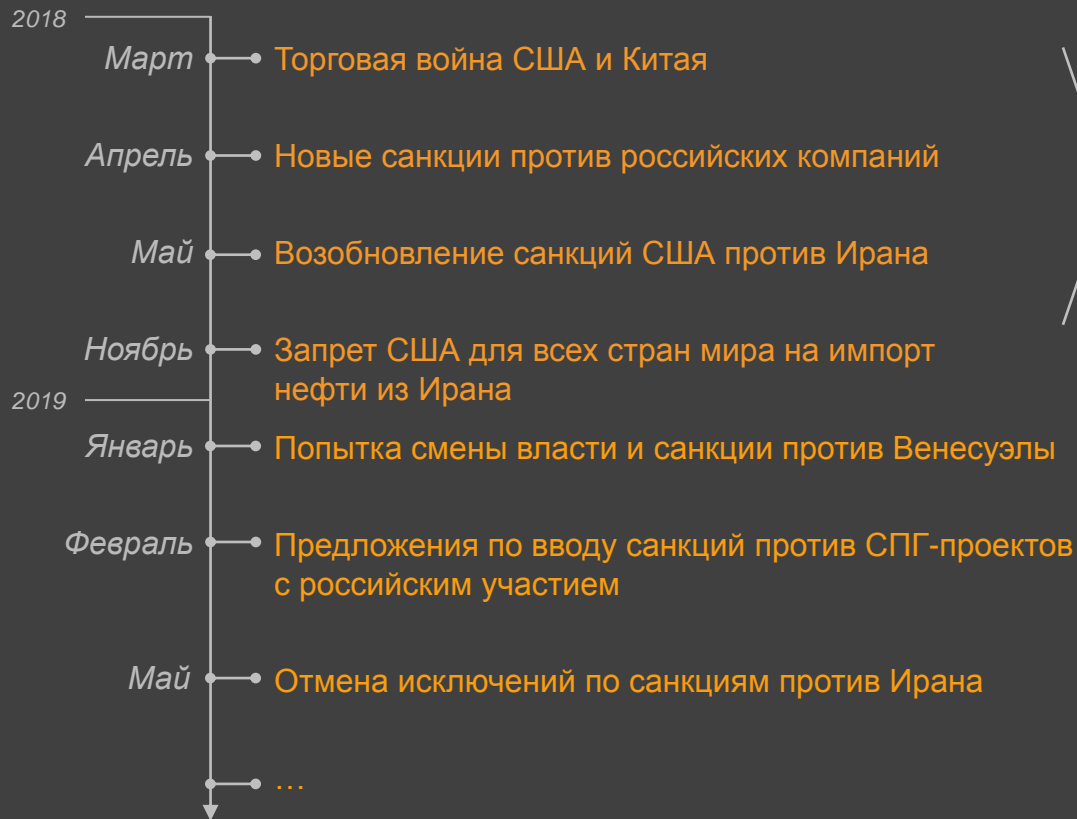 2018
Март Торговая война США и Китая
Апрель Новые санкции против российских компаний
Май Возобновление санкций США против Ирана
Ноябрь Запрет США для всех стран мира на импорт
нефти из Ирана
2019
Январь Попытка смены власти и санкции против Венесуэлы
Февраль Предложения по вводу санкций против СПГ-проектов
с российским участием
Май Отмена исключений по санкциям против Ирана
…